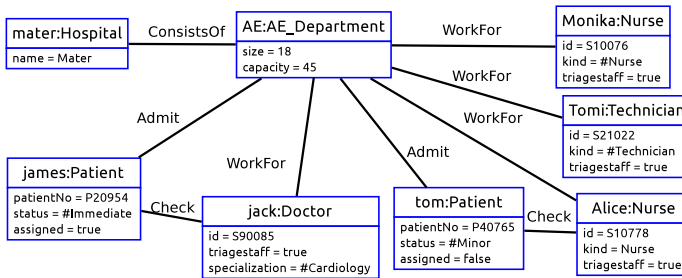 mater:Hospital
name = Mater
ConsistsOf
AE:AE_Department
size = 18
capacity = 45
WorkFor
Monika:Nurse
id = S10076
kind = #Nurse
triagestaff = true
WorkFor
Tomi:Technician
id = S21022
kind = #Technician
triagestaff = true
Admit
WorkFor
Admit
WorkFor
james:Patient
patientNo = P20954
status = #Immediate
assigned = true
Check
jack:Doctor
id = S90085
triagestaff = true
specialization = #Cardiology
tom:Patient
patientNo = P40765
status = #Minor
assigned = false
Check
Alice:Nurse
id = S10778
kind = Nurse
triagestaff = true